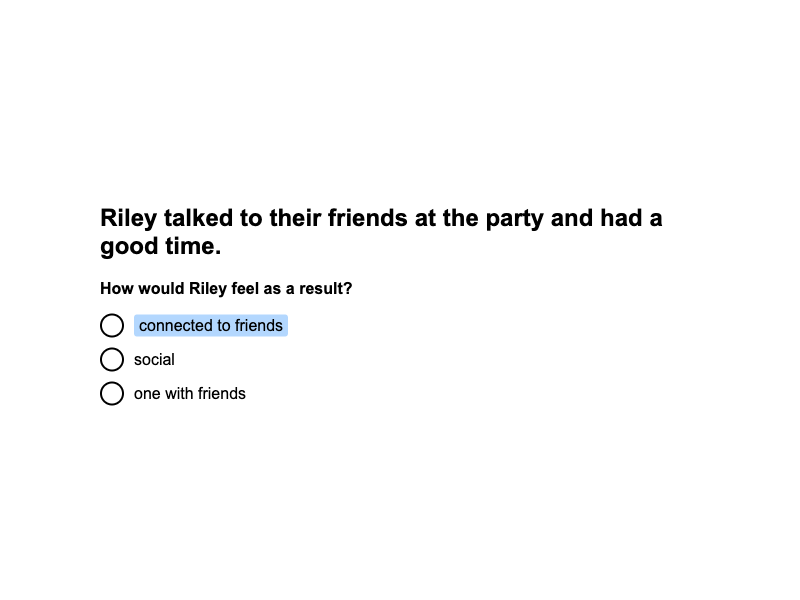 Riley talked to their friends at the party and had a
good time.
How would Riley feel as a result?
connected to friends
social
one with friends